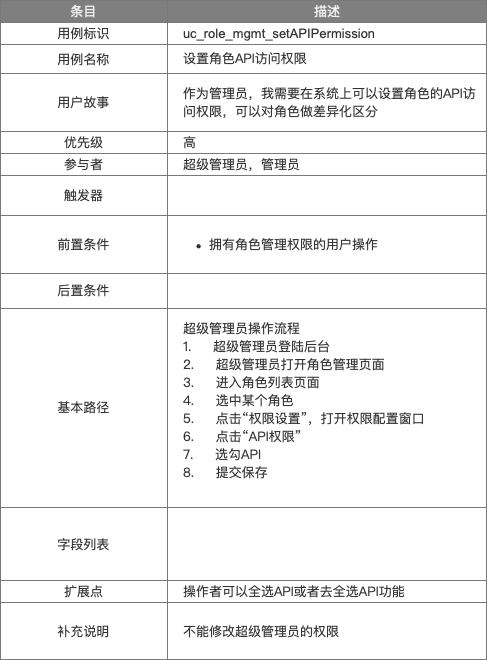 条目 描述
用例标识 uc_role_mgmt_setAPIPermission
用例名称 设置角色API访问权限
用户故事 作为管理员，我需要在系统上可以设置角色的API访
问权限，可以对角色做差异化区分
优先级 高
参与者 超级管理员，管理员
触发器
前置条件 • 拥有角色管理权限的用户操作
后置条件
基本路径
超级管理员操作流程
1. 超级管理员登陆后台
2. 超级管理员打开角色管理页面
3. 进入角色列表页面
4. 选中某个角色
5. 点击“权限设置”，打开权限配置窗口
6. 点击“API权限”
7. 选勾API
8. 提交保存
字段列表
扩展点 操作者可以全选API或者去全选API功能
补充说明 不能修改超级管理员的权限